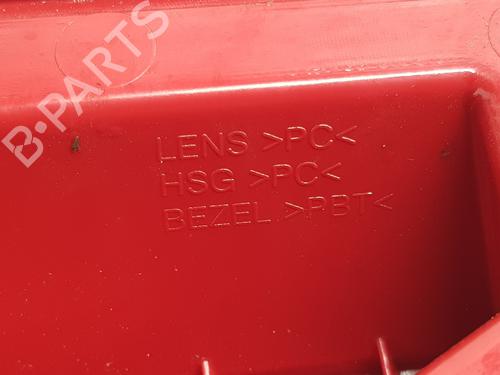 B-PARTS
LENS >PC<
HSG >PC<
BEZEL >PBT<